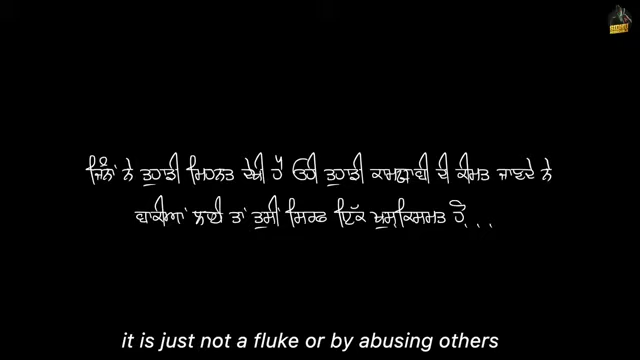 ਜਿੰਨਾਂ ਨੇ ਤੁਹਾਡੀ ਮਿਹਨਤ ਦੇਖੀ ਹੈ ਓਹੀ ਤੁਹਾਡੀ ਕਾਮਯਾਬੀ ਦੀ ਕੀਮਤ ਜਾਣਦੇ ਨੇ
ਬਾਕੀਆਂ ਲਈ ਤਾਂ ਤੁਸੀਂ ਸਿਰਫ ਇੱਕ ਖੁਸ਼ਕਿਸਮਤ ਹੋ...
it is just not a fluke or by abusing others